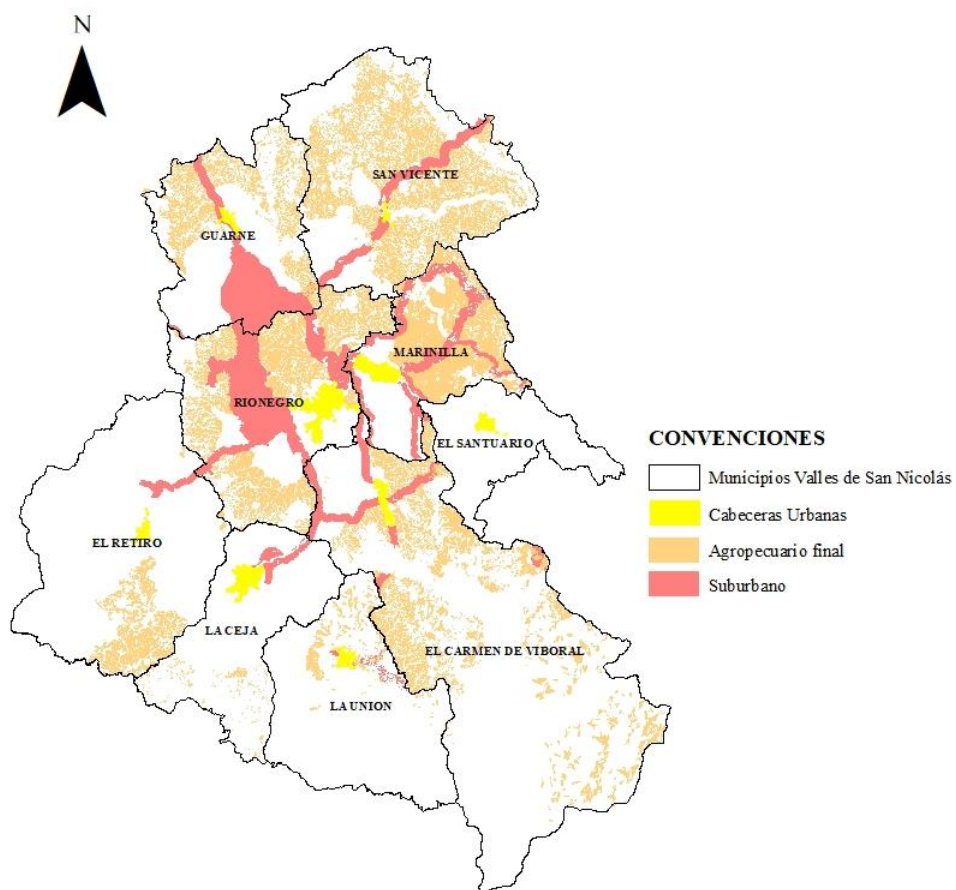 N
SAN VICENTE
GUARNE
MARINILLA
RIONEGRO
EL SANTUARIO
EL RETIRO
LA CEJA
EL CARMEN DE VIBORAL
LA UNION
CONVENCIONES
Municipios Valles de San Nicolás
Cabeceras Urbanas
Agropecuario final
Suburbano